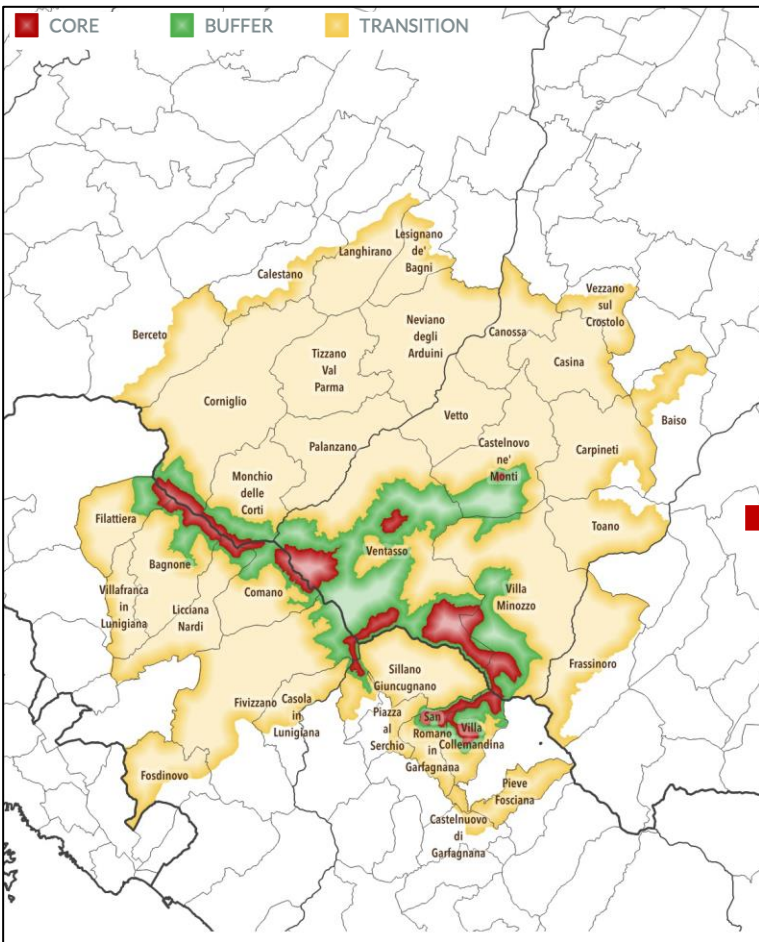 CORE BUFFER TRANSITION
Lesignano
de'
Bagni
Langhirano
Calestano
Vezzano
sul
Crostolo
Berceto
Neviano
degli
Arduini
Canossa
Tizzano
Val
Parma
Casina
Corniglio
Vetto
Baiso
Palanzano
Castelnovo
ne'
Monti
Carpineti
Monchio
delle
Corti
Filattiera
Toano
Bagnone
Ventasso
Villafranca
in
Lunigiana
Licciana
Nardi
Comano
Villa
Minozzo
Frassinoro
Sillano
Giuncugnano
Fivizzano
Casola
in
Lunigiana
Piazza
al
Serchio
San
Romano
in
Garfagnana
Villa
Collemandina
Fosdinovo
Pieve
Fosciana
Castelnuovo
di
Garfagnana